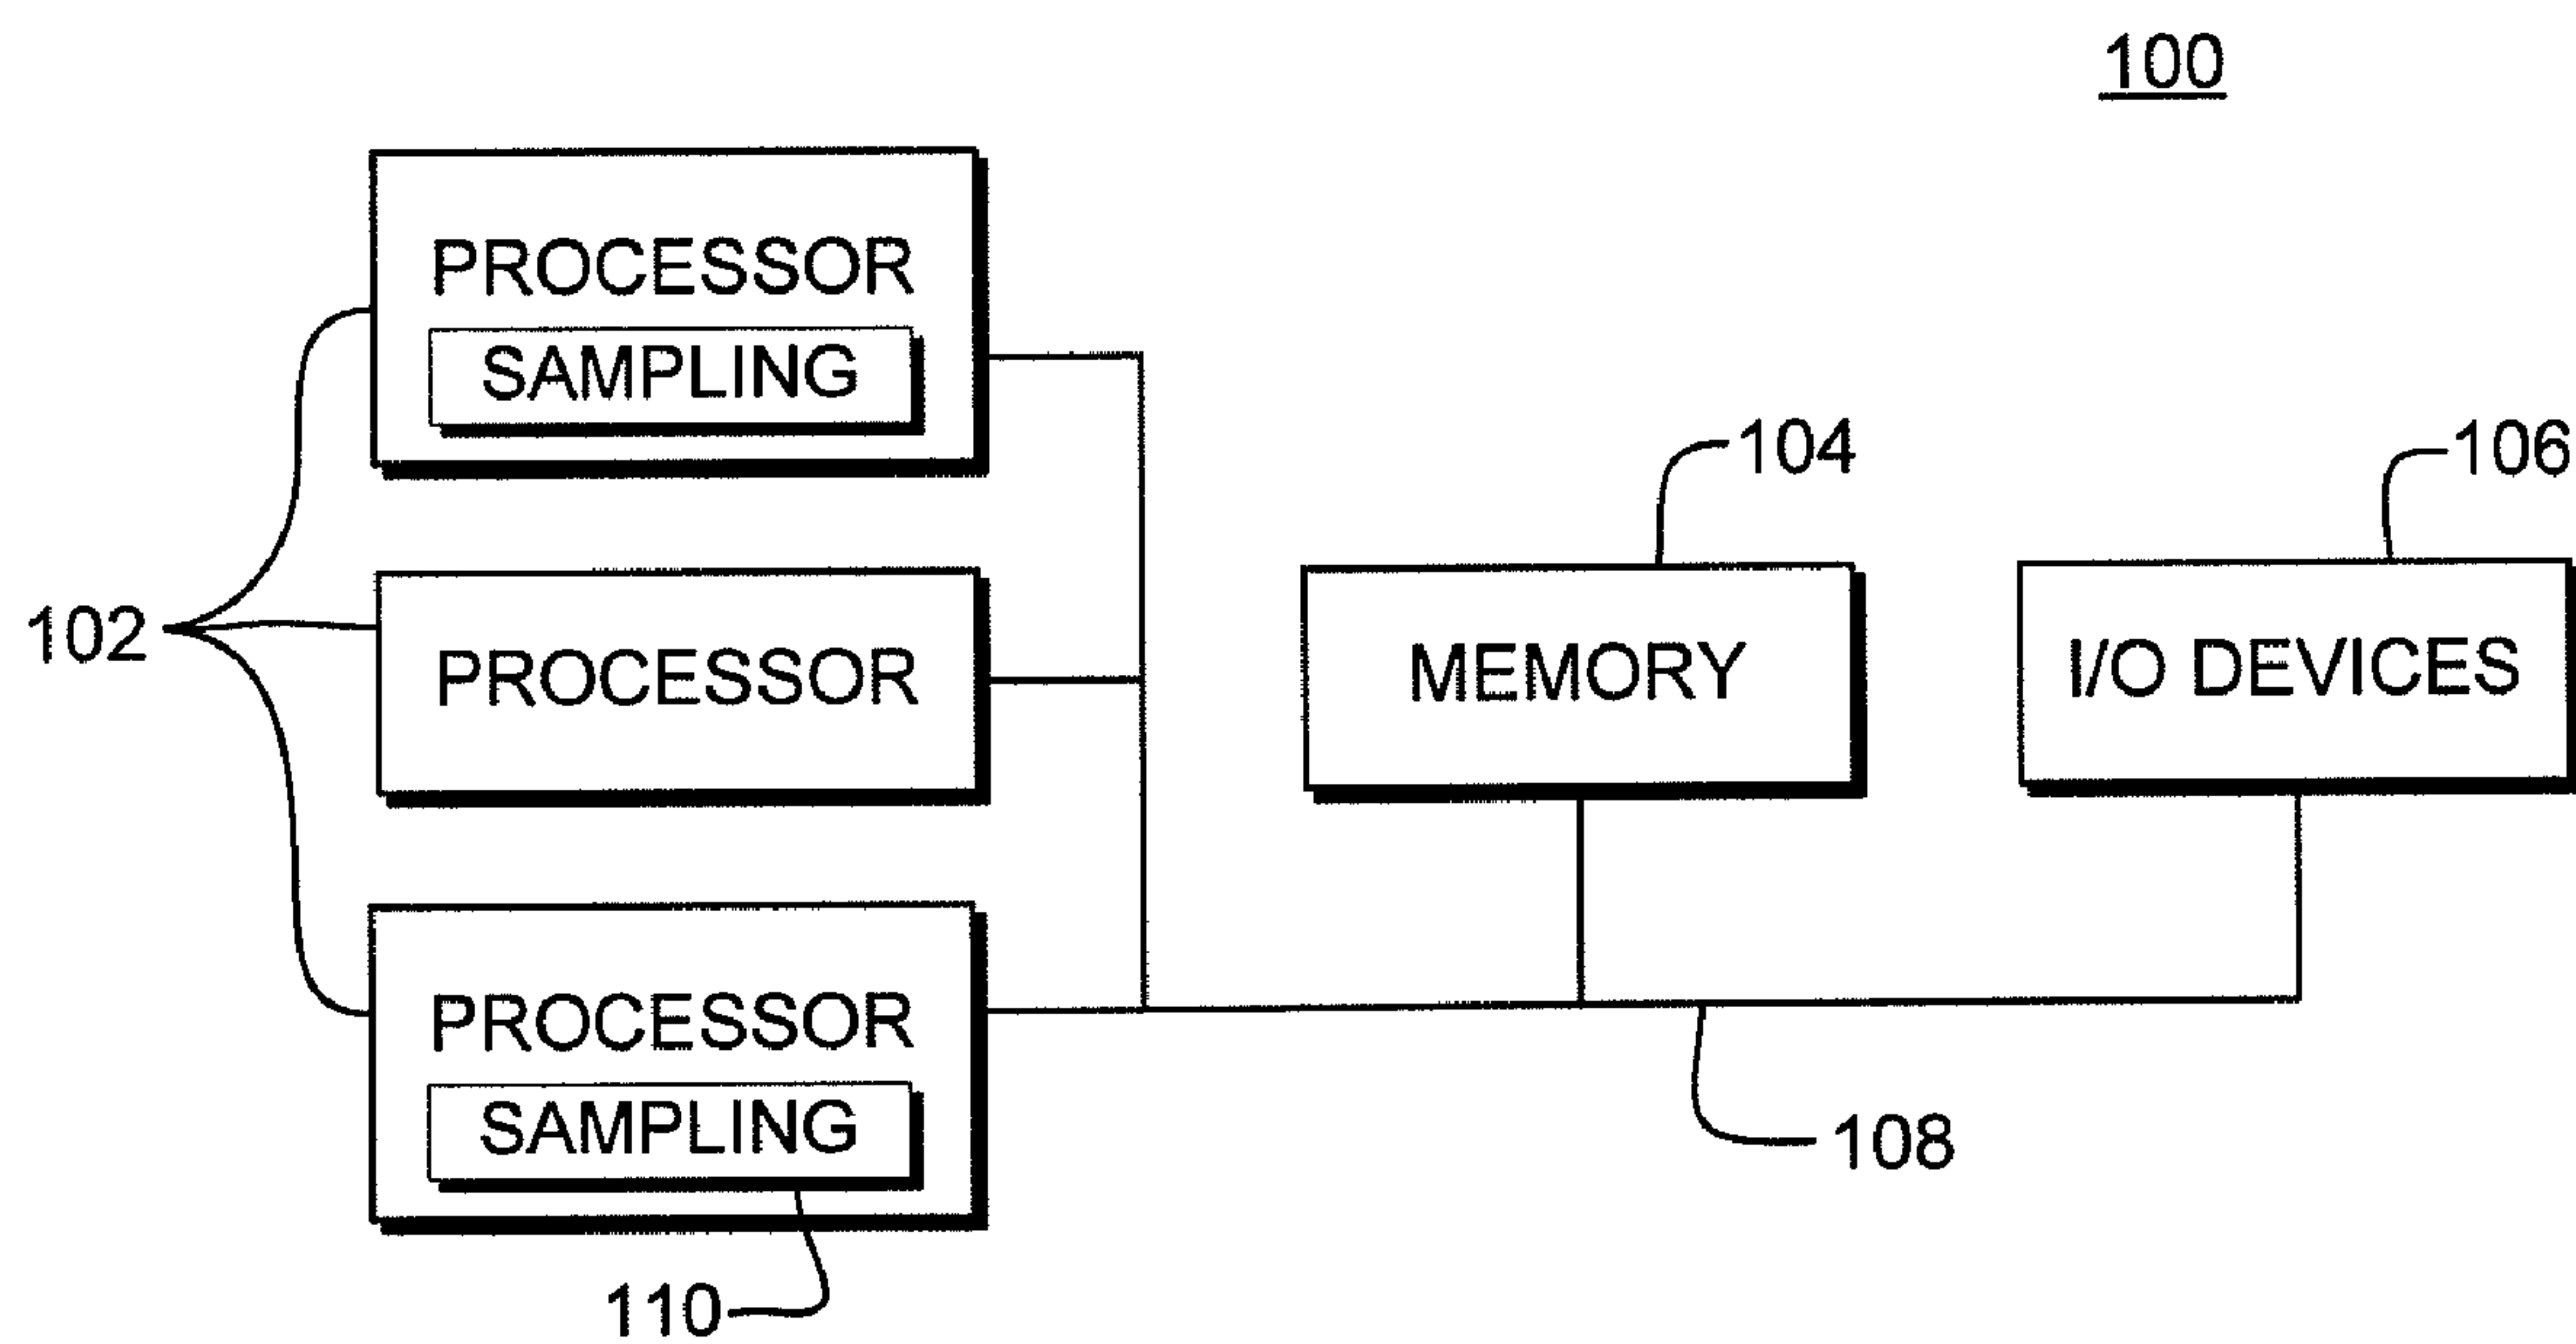 100
PROCESSOR
SAMPLING
104
106
102
PROCESSOR
MEMORY
I/O DEVICES
PROCESSOR
SAMPLING
108
110